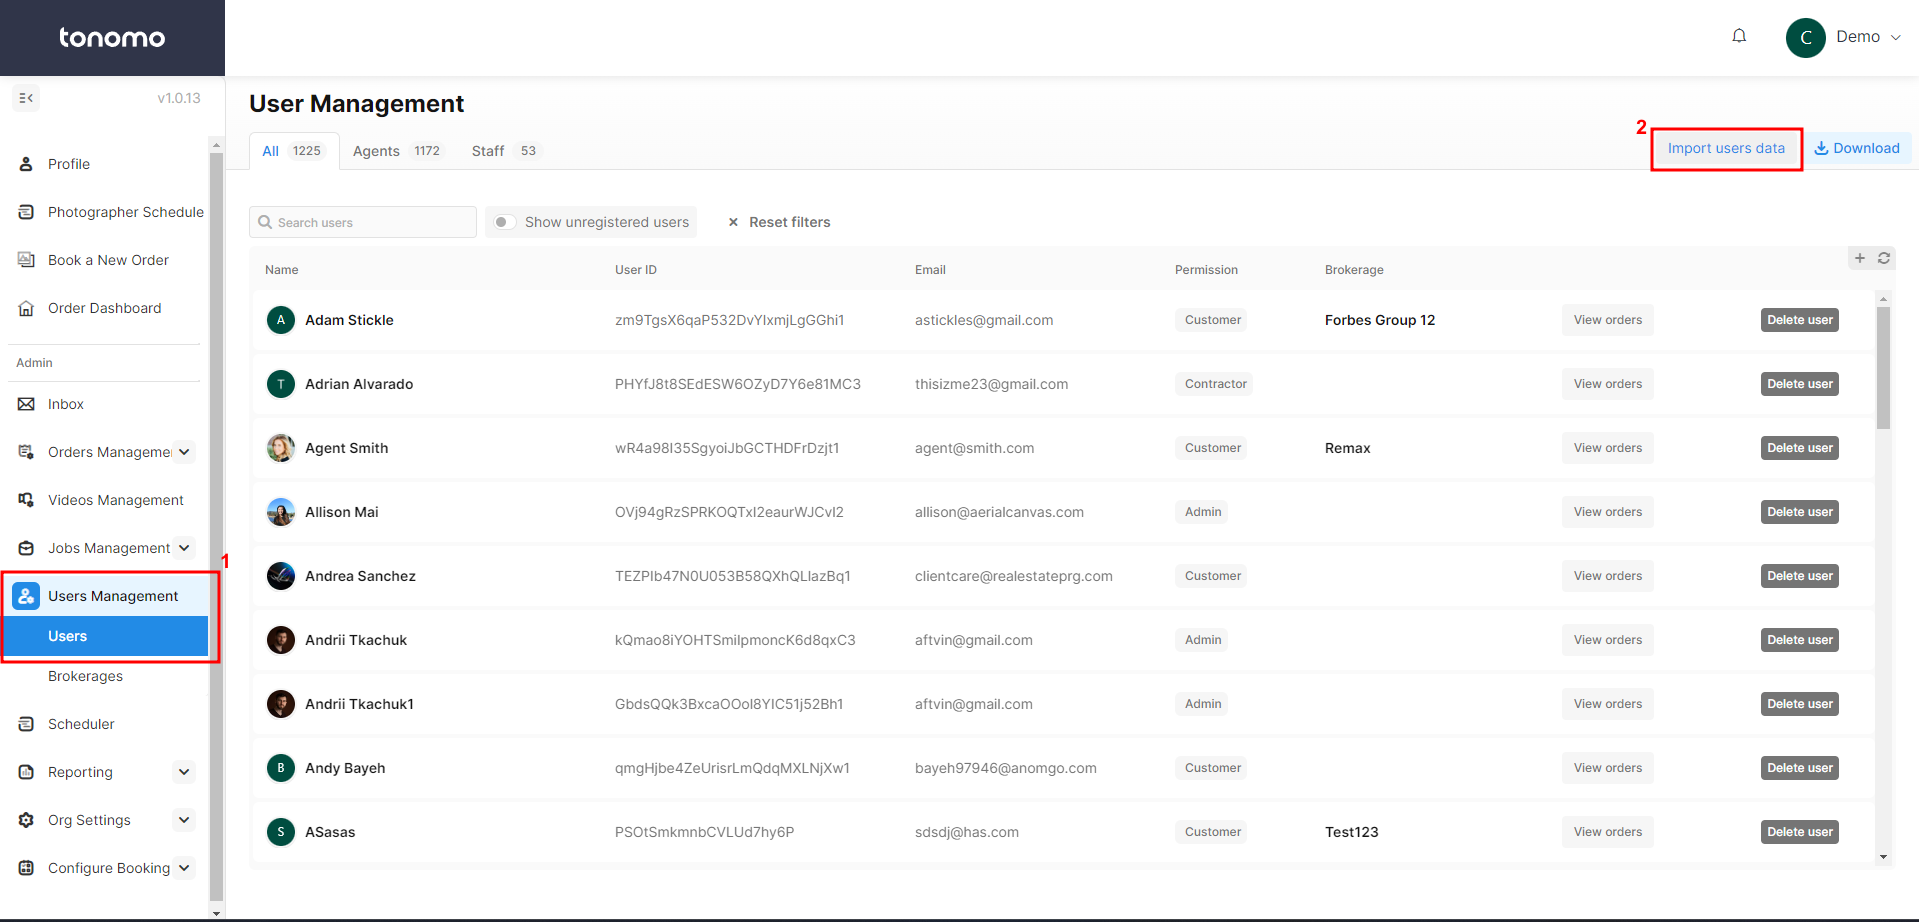 tonomo
C Demo
v1.0.13
User Management
All 1225 Agents 1172 Staff 53
2
Import users data Download
Search users Show unregistered users Reset filters
Profile
Photographer Schedule
Book a New Order
Order Dashboard
Admin
Inbox
Orders Manageme
Videos Management
Jobs Management
1
Users Management
Users
Brokerages
Scheduler
Reporting
Org Settings
Configure Booking
Name User ID Email Permission Brokerage
A Adam Stickle zm9TgsX6qaP532DvYIxmjLgGGhi1 astickles@gmail.com Customer Forbes Group 12 View orders Delete user
T Adrian Alvarado PHYfJ8t8SEdESW6OZyD7Y6e81MC3 thisizme23@gmail.com Contractor View orders Delete user
Agent Smith wR4a98I35SgyoiJbGCTHDFrDzjt1 agent@smith.com Customer Remax View orders Delete user
Allison Mai OVj94gRzSPRKOQTxI2eaurWJCvI2 allison@aerialcanvas.com Admin View orders Delete user
Andrea Sanchez TEZPIb47N0U053B58QXhQLIazBq1 clientcare@realestateprg.com Customer View orders Delete user
Andrii Tkachuk kQmao8iYOHTSmiIpmoncK6d8qxC3 aftvin@gmail.com Admin View orders Delete user
Andrii Tkachuk1 GbdsQQk3BxcaOOoI8YIC51j52Bh1 aftvin@gmail.com Admin View orders Delete user
B Andy Bayeh qmgHjbe4ZeUrisrLmQdqMXLNjXw1 bayeh97946@anomgo.com Customer View orders Delete user
S ASasas PSOtSmkmnbCVLUd7hy6P sdsdj@has.com Customer Test123 View orders Delete user